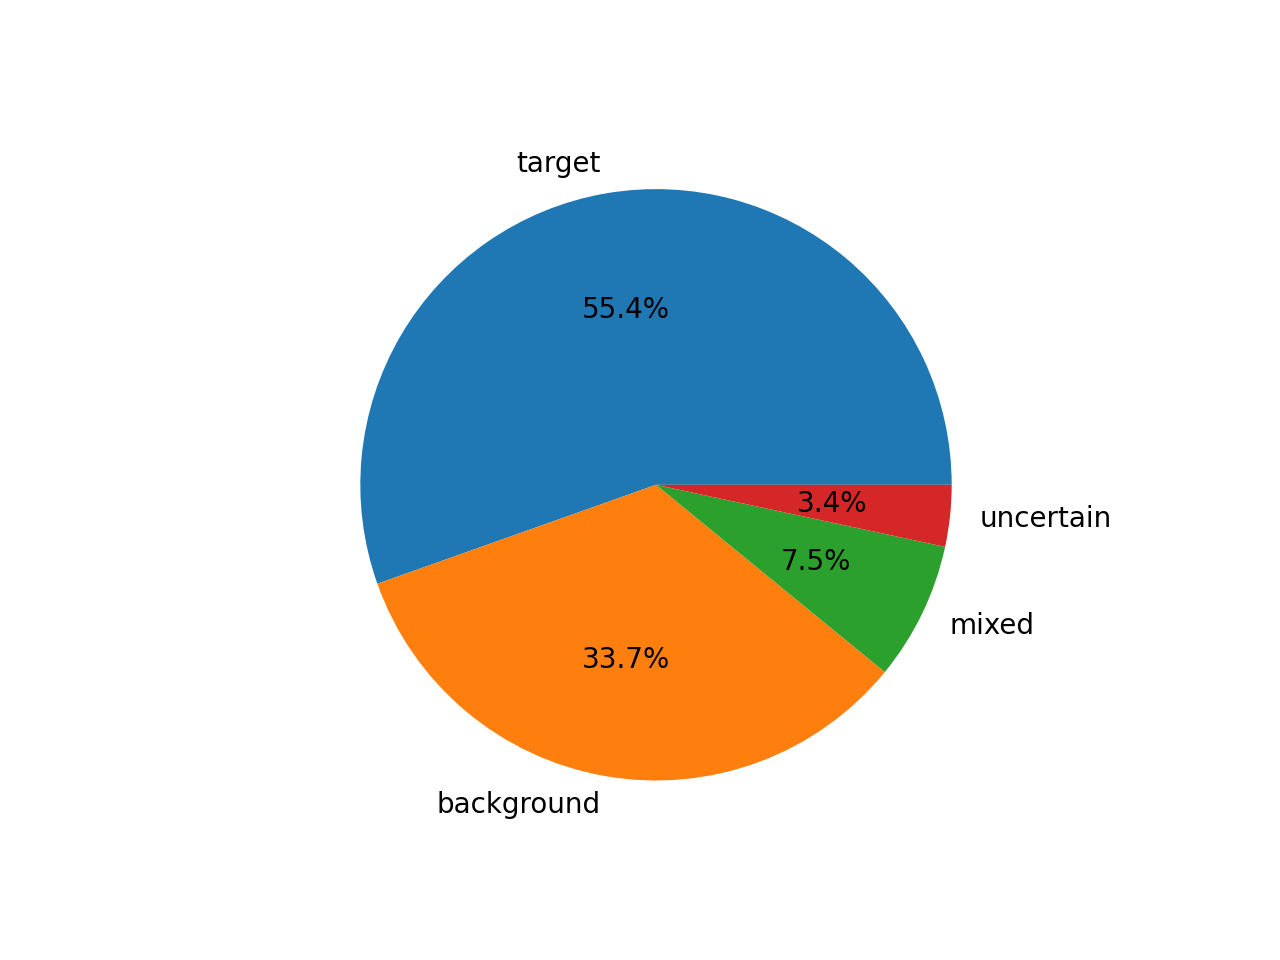 target
55.4%
3.4%
uncertain
7.5%
mixed
33.7%
background